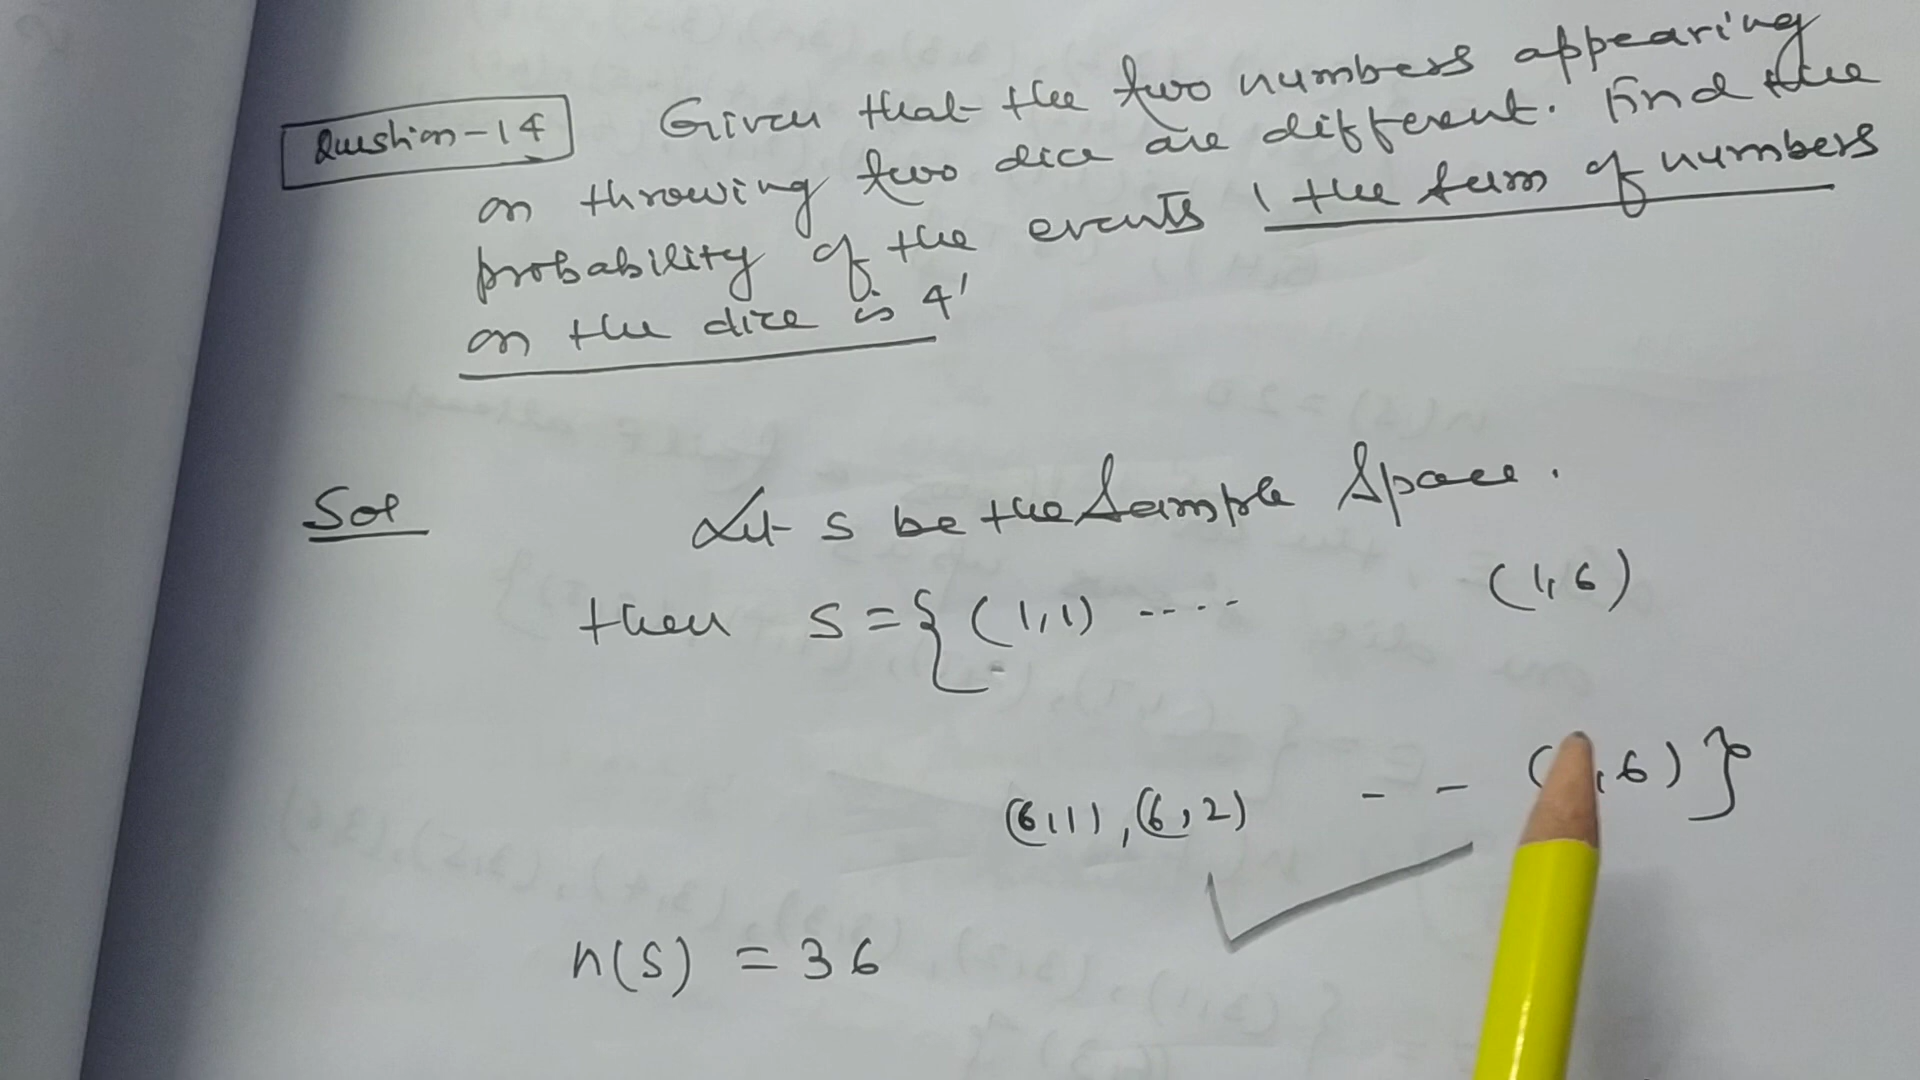 Question-14 Given that the two numbers appearing
on throwing two dice are different. Find the
probability of the events 'the sum of numbers
on the dice is 4'
Sol Let S be the Sample Space.
then S = { (1,1) .... (1,6)
(6,1), (6,2) - - ( ,6) }
n(S) = 36